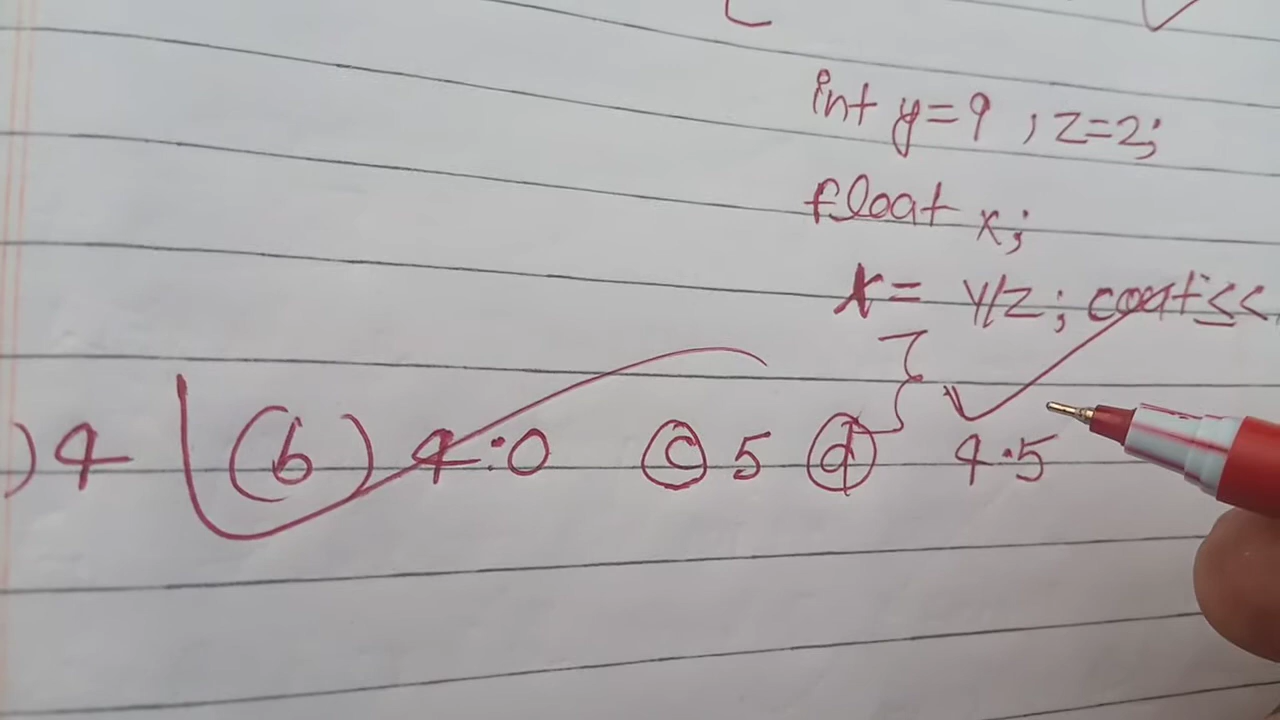 int y=9 , z=2;
float x;
x= y/z; cout<<
)4 (b) 4.0 (c) 5 (d) 4.5